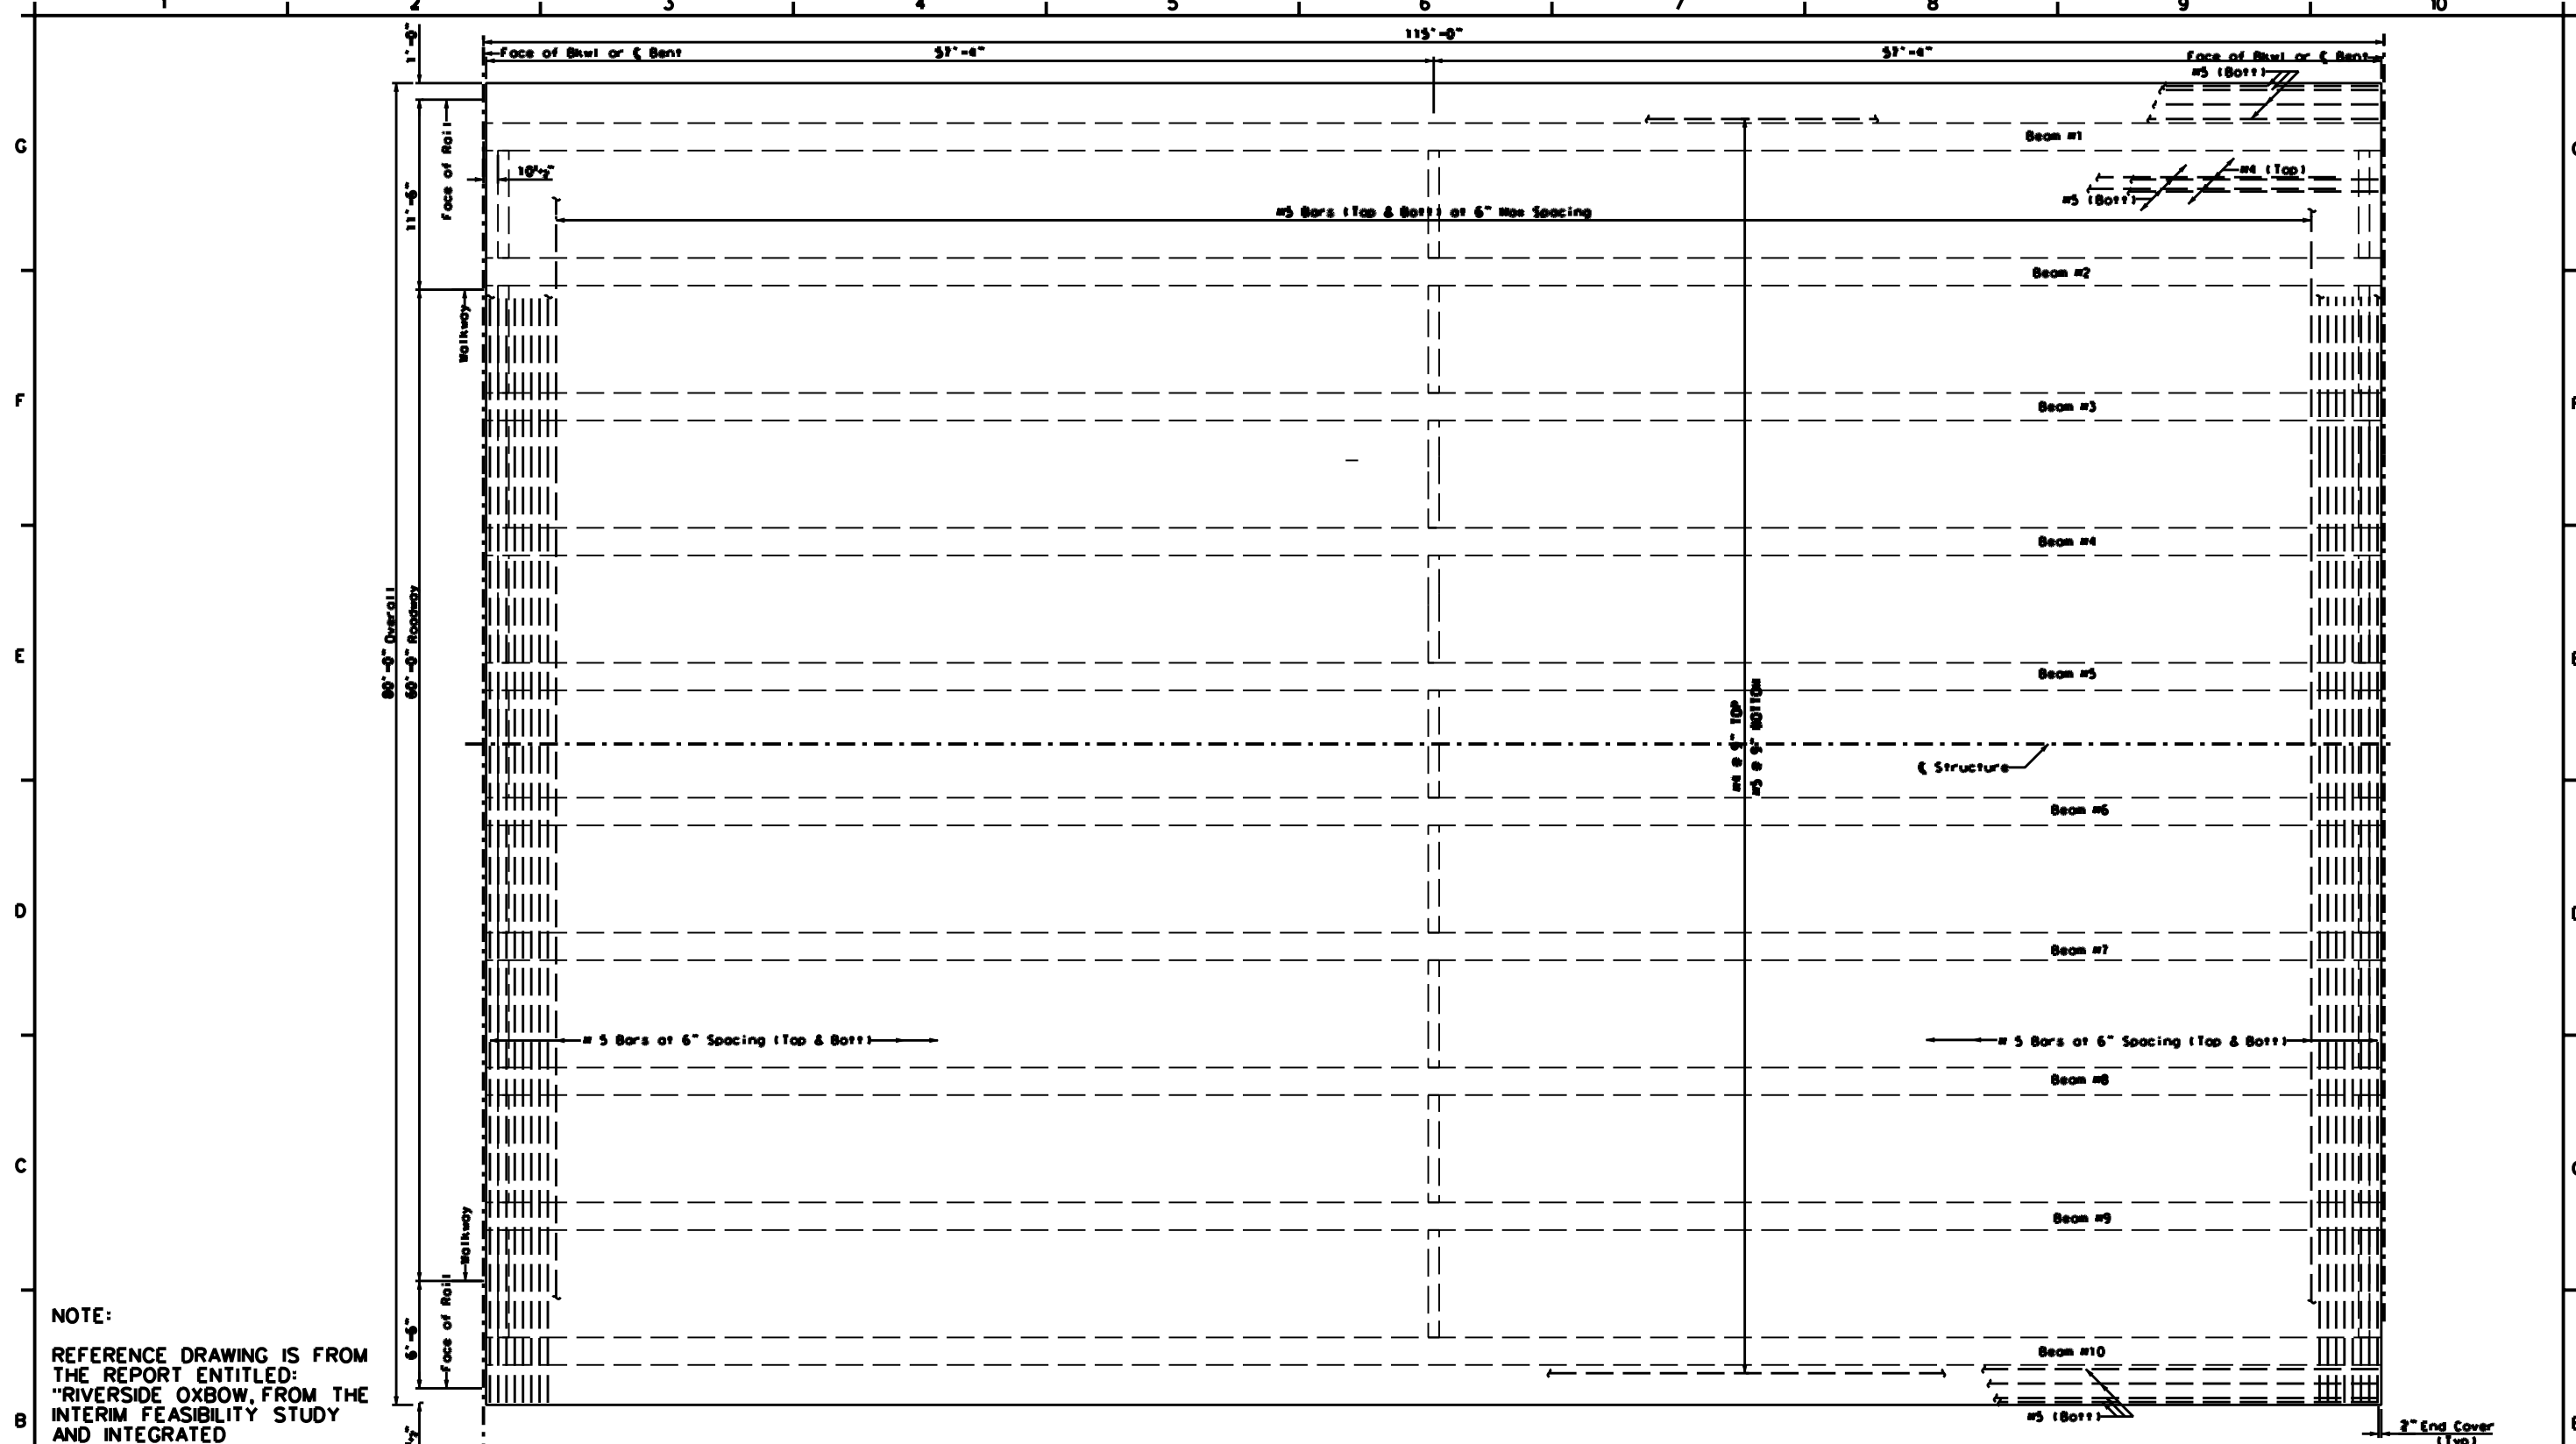 1 2 3 4 5 6 7 8 9 10
115'-0"
Face of Bkwl or ℄ Bent
57'-6"
57'-6"
Face of Bkwl or ℄ Bent
1'-0"
#5 (Bott)
G
Beam #1
Face of Rail
11'-6"
10½"
#4 (Top)
#5 (Bott)
#5 Bars (Top & Bott) at 6" Max Spacing
Beam #2
Walkway
F
Beam #3
Beam #4
80'-0" Overall
60'-0" Roadway
E
Beam #5
#4 @ 9" TOP
#5 @ 9" BOTTOM
℄ Structure
Beam #6
D
Beam #7
# 5 Bars at 6" Spacing (Top & Bott)
# 5 Bars at 6" Spacing (Top & Bott)
Beam #8
C
Beam #9
Walkway
Face of Rail
6'-6"
Beam #10
B
#5 (Bott)
2" End Cover
(Typ)
NOTE:
REFERENCE DRAWING IS FROM
THE REPORT ENTITLED:
"RIVERSIDE OXBOW, FROM THE
INTERIM FEASIBILITY STUDY
AND INTEGRATED